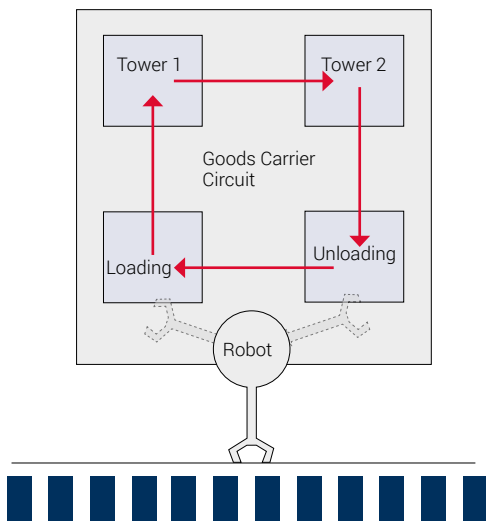 Tower 1
Tower 2
Goods Carrier
Circuit
Loading
Unloading
Robot